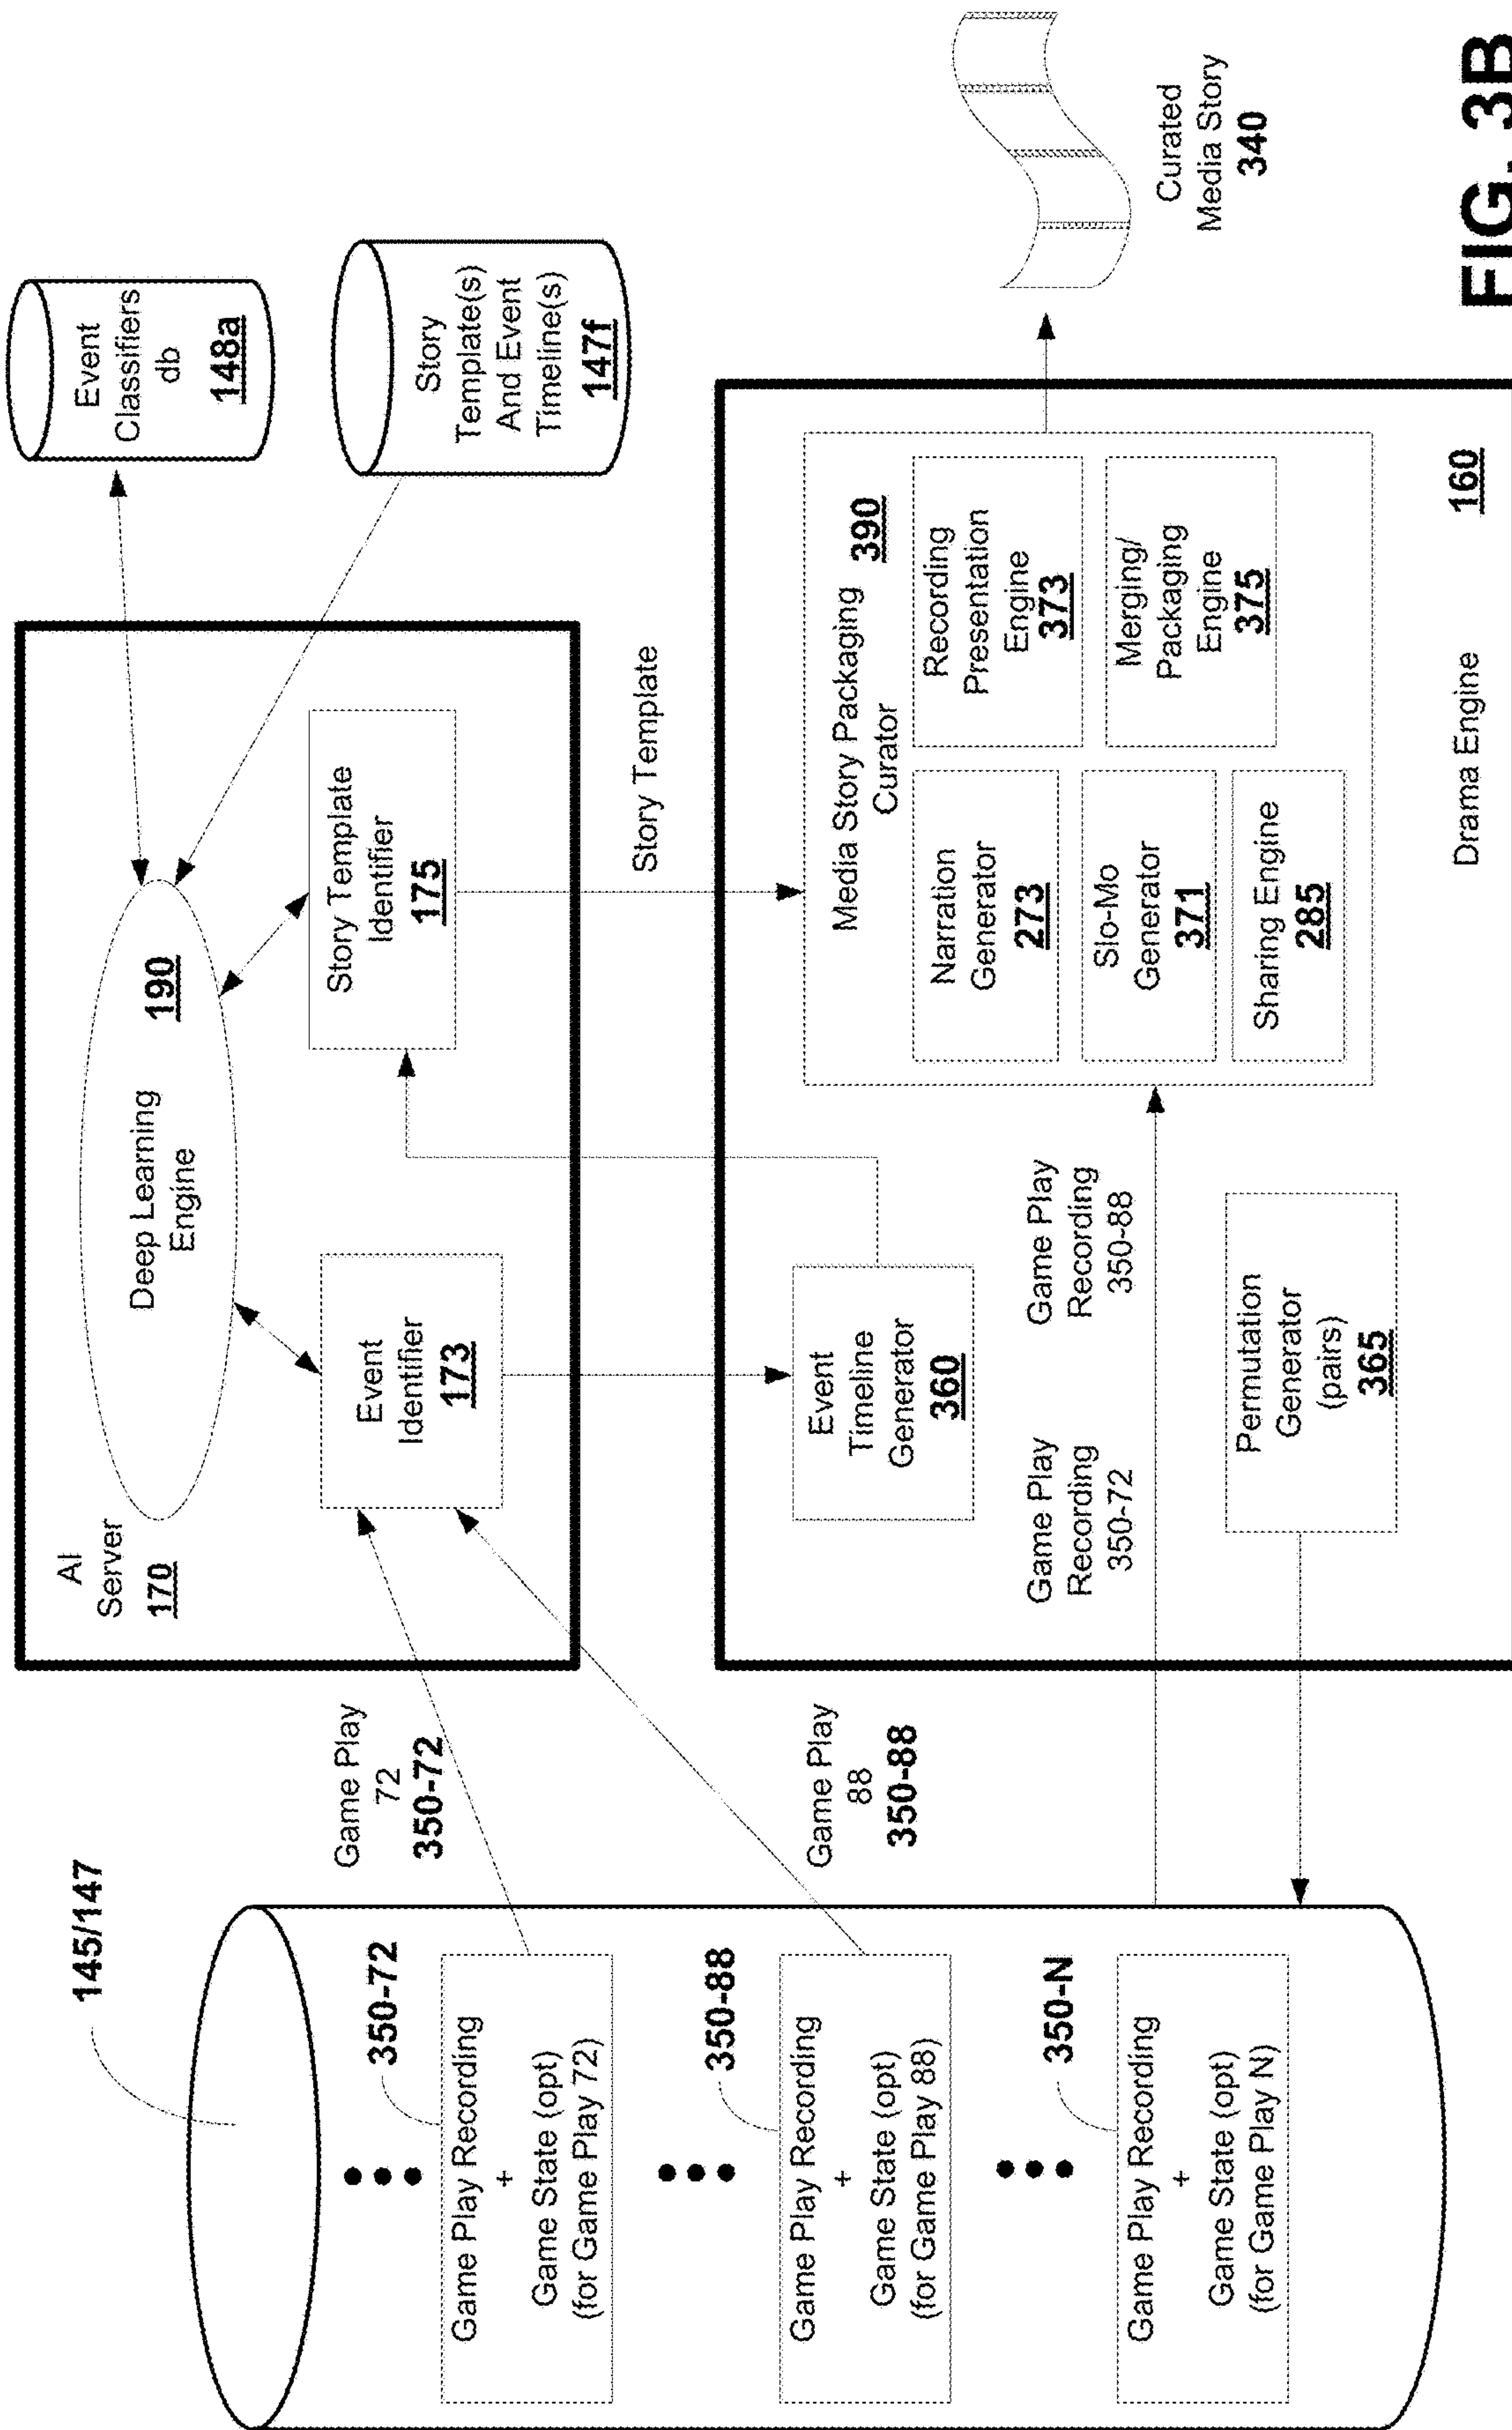 145/147
350-72
Game Play Recording
+
Game State (opt)
(for Game Play 72)
350-88
Game Play Recording
+
Game State (opt)
(for Game Play 88)
350-N
Game Play Recording
+
Game State (opt)
(for Game Play N)
Game Play
72
350-72
Game Play
88
350-88
AI
Server
170
Deep Learning
Engine
190
Event
Identifier
173
Story Template
Identifier
175
Event
Classifiers
db
148a
Story
Template(s)
And Event
Timeline(s)
147f
Story Template
Event
Timeline
Generator
360
Game Play
Recording
350-72
Game Play
Recording
350-88
Permutation
Generator
(pairs)
365
Media Story Packaging
Curator
390
Narration
Generator
273
Recording
Presentation
Engine
373
Slo-Mo
Generator
371
Merging/
Packaging
Engine
375
Sharing Engine
285
Drama Engine
160
Curated
Media Story
340
FIG. 3B